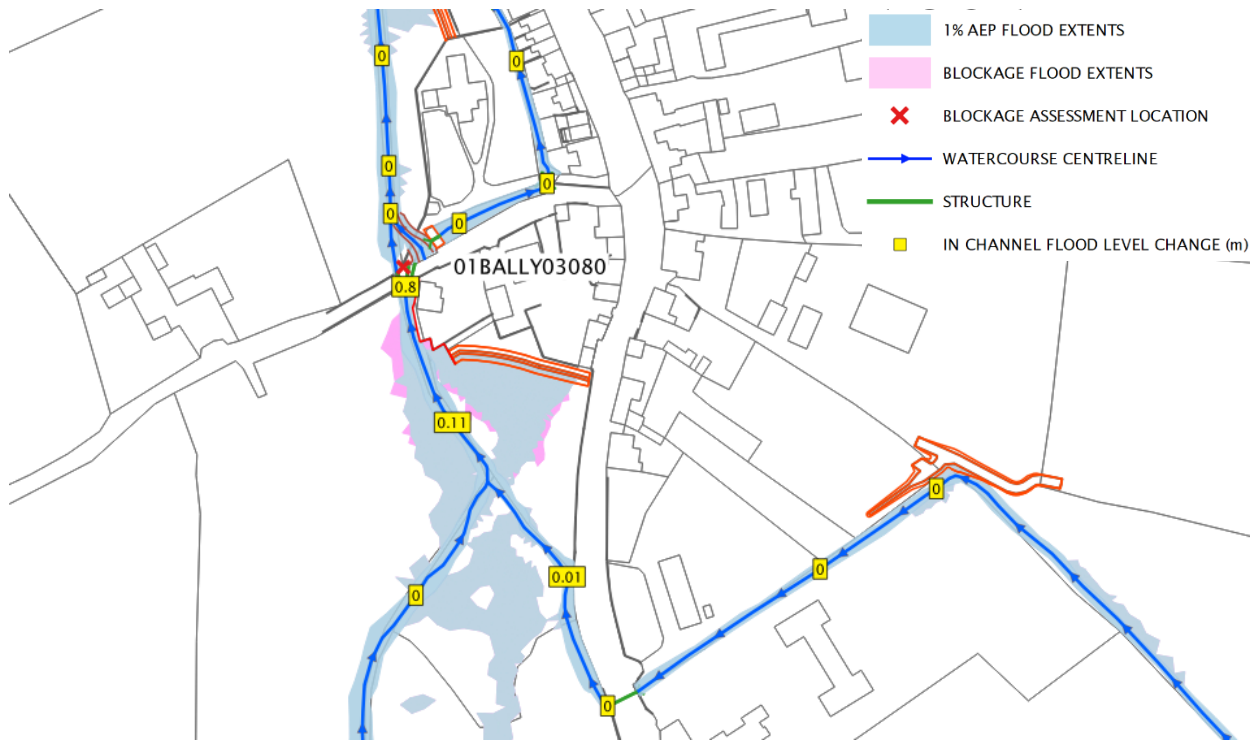 1% AEP FLOOD EXTENTS
BLOCKAGE FLOOD EXTENTS
BLOCKAGE ASSESSMENT LOCATION
WATERCOURSE CENTRELINE
STRUCTURE
IN CHANNEL FLOOD LEVEL CHANGE (m)
0
0
0
0
0
0
01BALLY03080
0.8
0.11
0
0
0.01
0
0